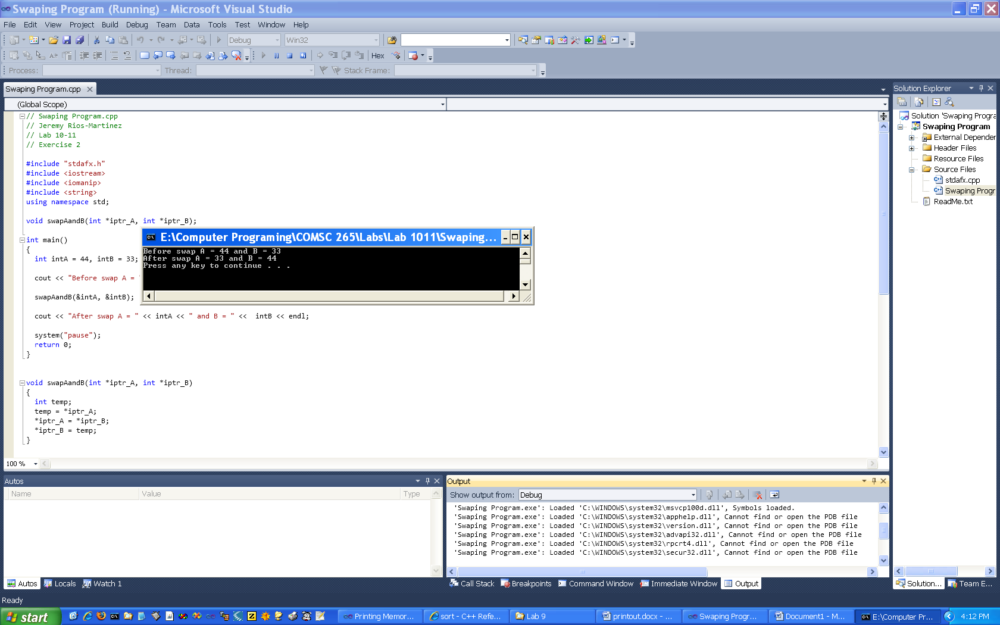 Swaping Program (Running) - Microsoft Visual Studio
File Edit View Project Build Debug Team Data Tools Test Window Help
Debug Win32
Hex
Process: Thread: Stack Frame:
Swaping Program.cpp
(Global Scope)
// Swaping Program.cpp
// Jeremy Rios-Martinez
// Lab 10-11
// Exercise 2
#include "stdafx.h"
#include <iostream>
#include <iomanip>
#include <string>
using namespace std;
void swapAandB(int *iptr_A, int *iptr_B);
int main()
{
int intA = 44, intB = 33;
cout << "Before swap A = "
swapAandB(&intA, &intB);
cout << "After swap A = " << intA << " and B = " <<  intB << endl;
system("pause");
return 0;
}
void swapAandB(int *iptr_A, int *iptr_B)
{
int temp;
temp = *iptr_A;
*iptr_A = *iptr_B;
*iptr_B = temp;
}
100 %
E:\Computer Programing\COMSC 265\Labs\Lab 1011\Swaping...
Before swap A = 44 and B = 33
After swap A = 33 and B = 44
Press any key to continue . . .
Solution Explorer
Solution 'Swaping Progra
Swaping Program
External Depender
Header Files
Resource Files
Source Files
stdafx.cpp
Swaping Progr
ReadMe.txt
Autos
Name Value Type
Autos Locals Watch 1
Output
Show output from: Debug
'Swaping Program.exe': Loaded 'C:\WINDOWS\system32\msvcp100d.dll', Symbols loaded.
'Swaping Program.exe': Loaded 'C:\WINDOWS\system32\apphelp.dll', Cannot find or open the PDB file
'Swaping Program.exe': Loaded 'C:\WINDOWS\system32\version.dll', Cannot find or open the PDB file
'Swaping Program.exe': Loaded 'C:\WINDOWS\system32\advapi32.dll', Cannot find or open the PDB file
'Swaping Program.exe': Loaded 'C:\WINDOWS\system32\rpcrt4.dll', Cannot find or open the PDB file
'Swaping Program.exe': Loaded 'C:\WINDOWS\system32\secur32.dll', Cannot find or open the PDB file
Call Stack Breakpoints Command Window Immediate Window Output
Solution... Team E...
Ready
start
Printing Memor... sort - C++ Refe... Lab 9 printout.docx - ... Swaping Progr... Document1 - M... E:\Computer Pr... 4:12 PM